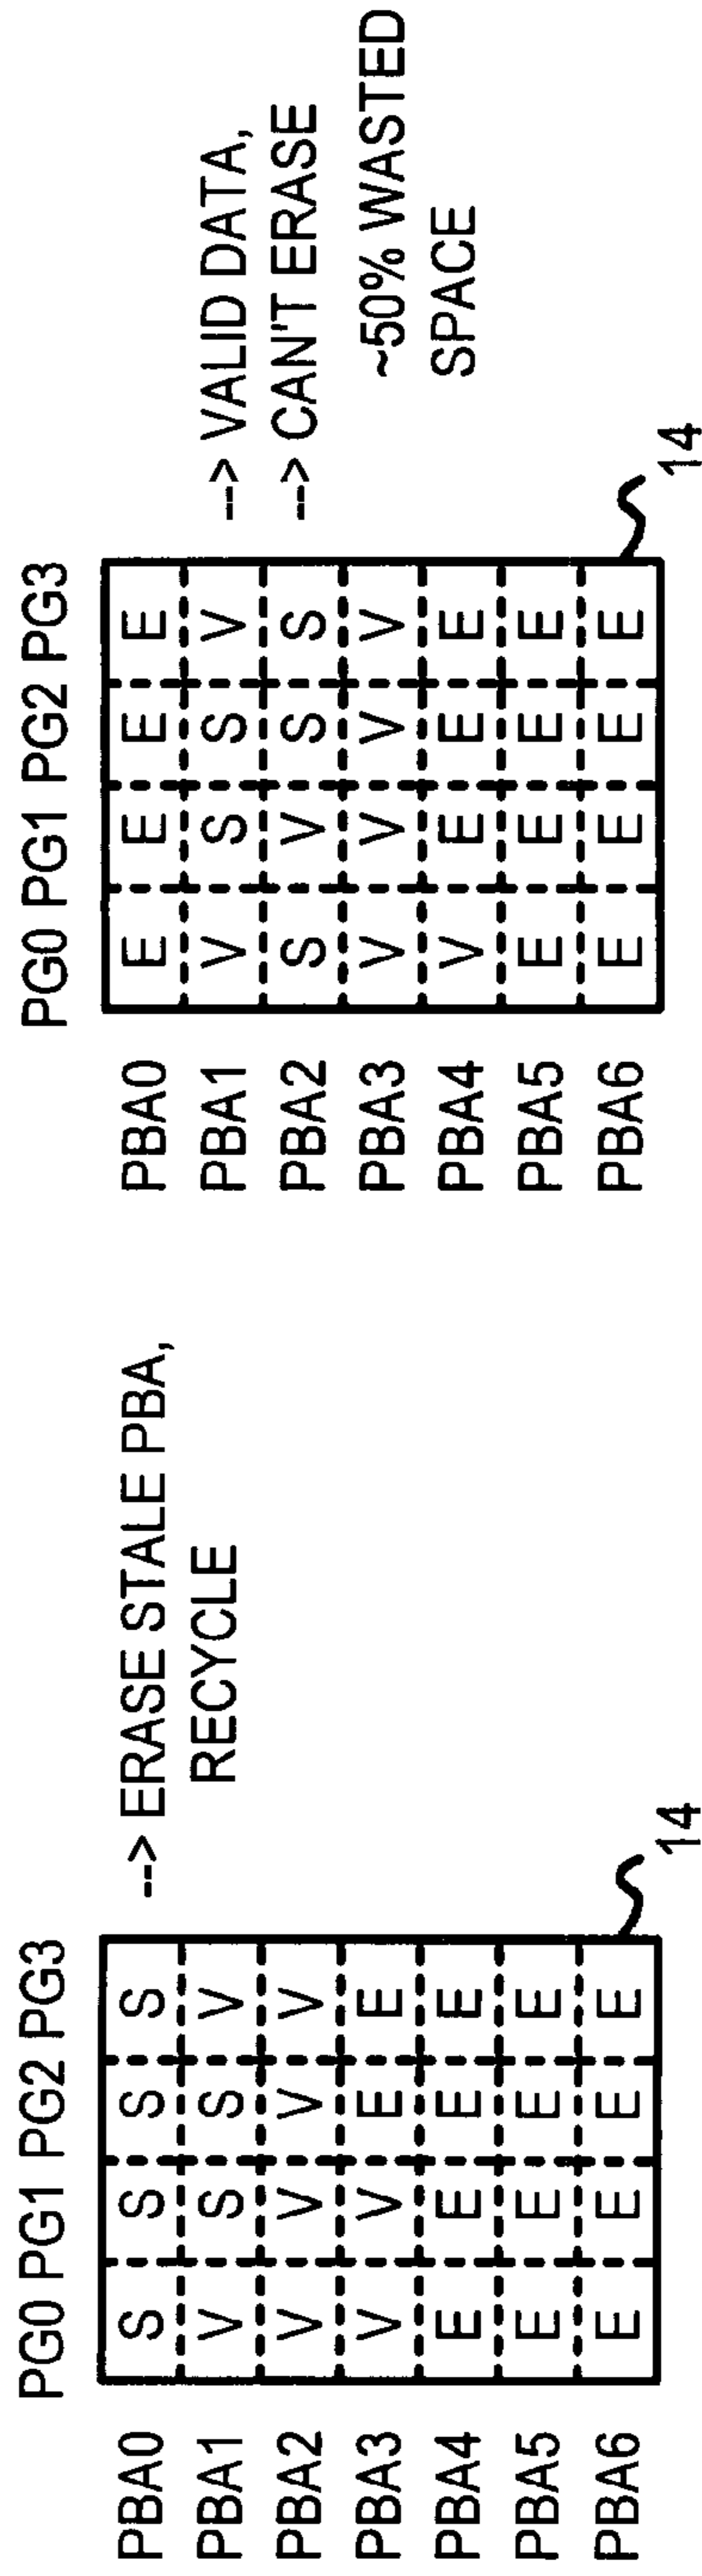 PG0 PG1 PG2 PG3
PBA0 S S S S --> ERASE STALE PBA,
RECYCLE
PBA1 V S S V
PBA2 V V V V
PBA3 V V E E
PBA4 E E E E
PBA5 E E E E
PBA6 E E E E
14
PG0 PG1 PG2 PG3
PBA0 E E E E
PBA1 V S S V --> VALID DATA,
PBA2 S V S S --> CAN'T ERASE
PBA3 V V V V
~50% WASTED
SPACE
PBA4 V E E E
PBA5 E E E E
PBA6 E E E E
14